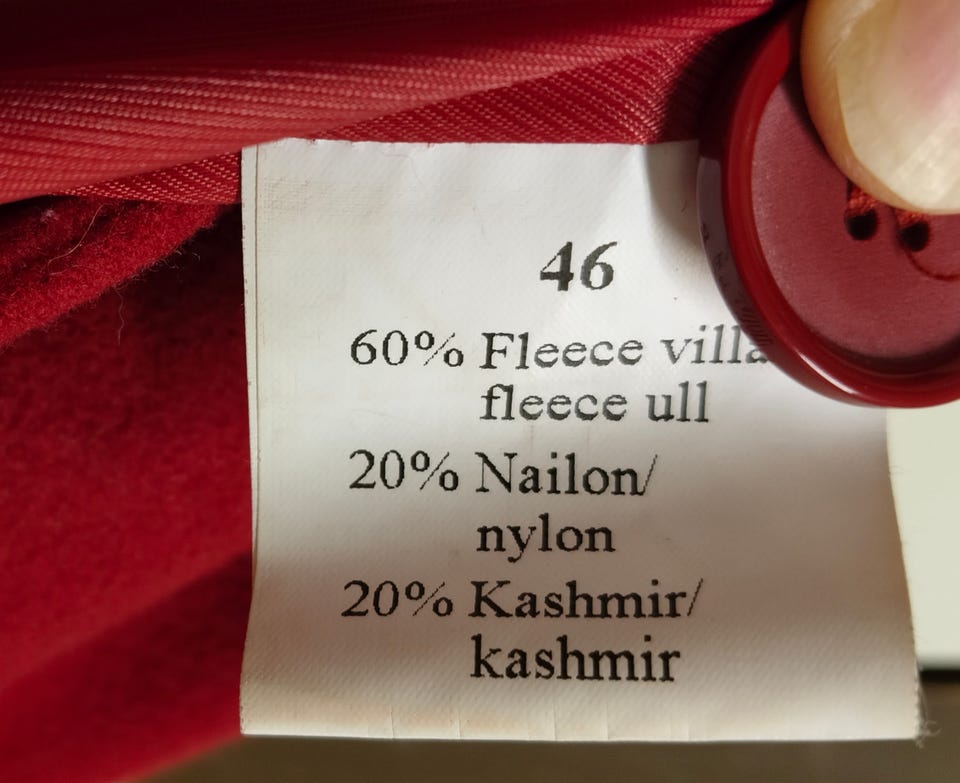 46
60% Fleece villa
fleece ull
20% Nailon/
nylon
20% Kashmir/
kashmir